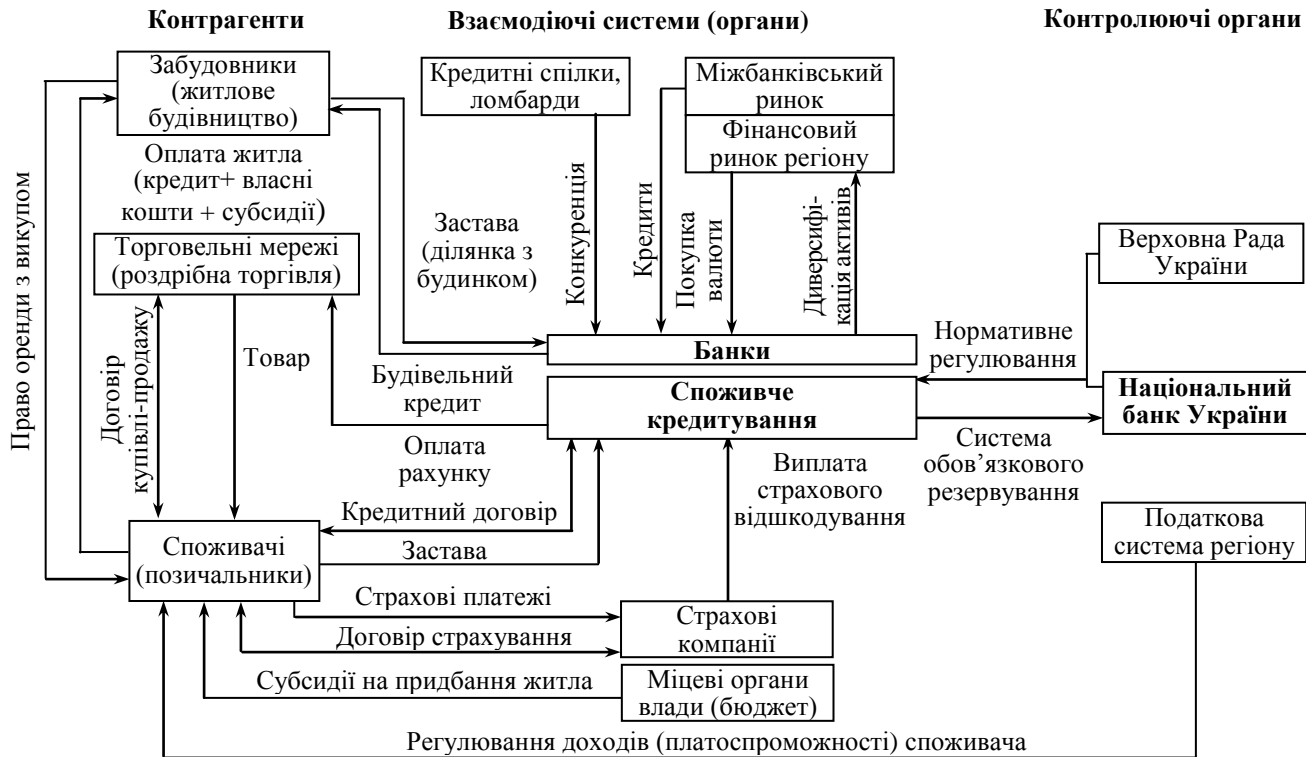 Контрагенти
Взаємодіючі системи (органи)
Контролюючі органи
Забудовники
(житлове
будівництво)
Кредитні спілки,
ломбарди
Міжбанківський
ринок
Фінансовий
ринок регіону
Оплата житла
(кредит+ власні
кошти + субсидії)
Право оренди з викупом
Торговельні мережі
(роздрібна торгівля)
Застава
(ділянка з
будинком)
Конкуренція
Кредити
Покупка
валюти
Диверсифі-
кація активів
Верховна Рада
України
Нормативне
регулювання
Банки
Договір
купівлі-продажу
Товар
Будівельний
кредит
Споживче
кредитування
Національний
банк України
Оплата
рахунку
Виплата
страхового
відшкодування
Система
обов’язкового
резервування
Кредитний договір
Застава
Споживачі
(позичальники)
Податкова
система регіону
Страхові платежі
Договір страхування
Страхові
компанії
Субсидії на придбання житла
Міцеві органи
влади (бюджет)
Регулювання доходів (платоспроможності) споживача